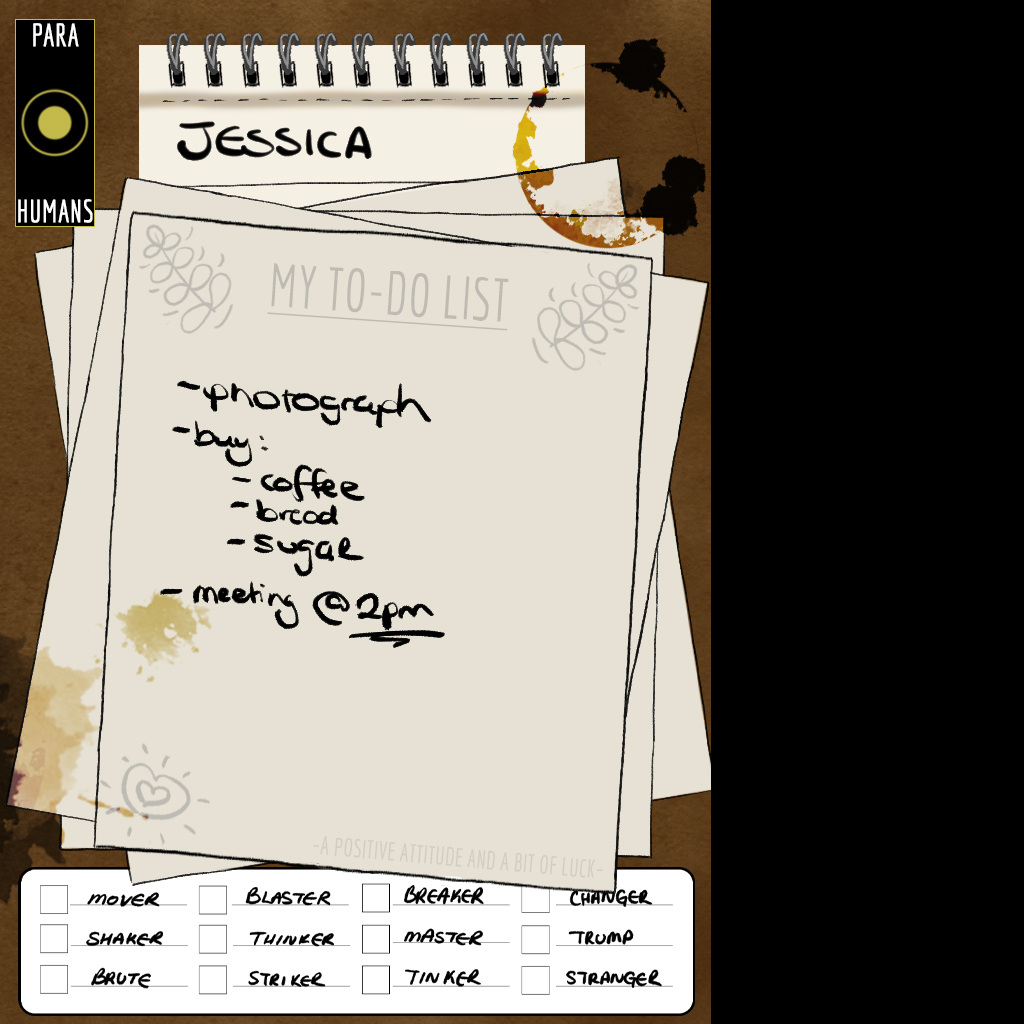 PARA
HUMANS
JESSICA
MY TO-DO LIST
- photograph
- buy:
- coffee
- bread
- sugar
- meeting @ 2pm
-A POSITIVE ATTITUDE AND A BIT OF LUCK-
MOVER BLASTER BREAKER CHANGER
SHAKER THINKER MASTER TRUMP
BRUTE STRIKER TINKER STRANGER